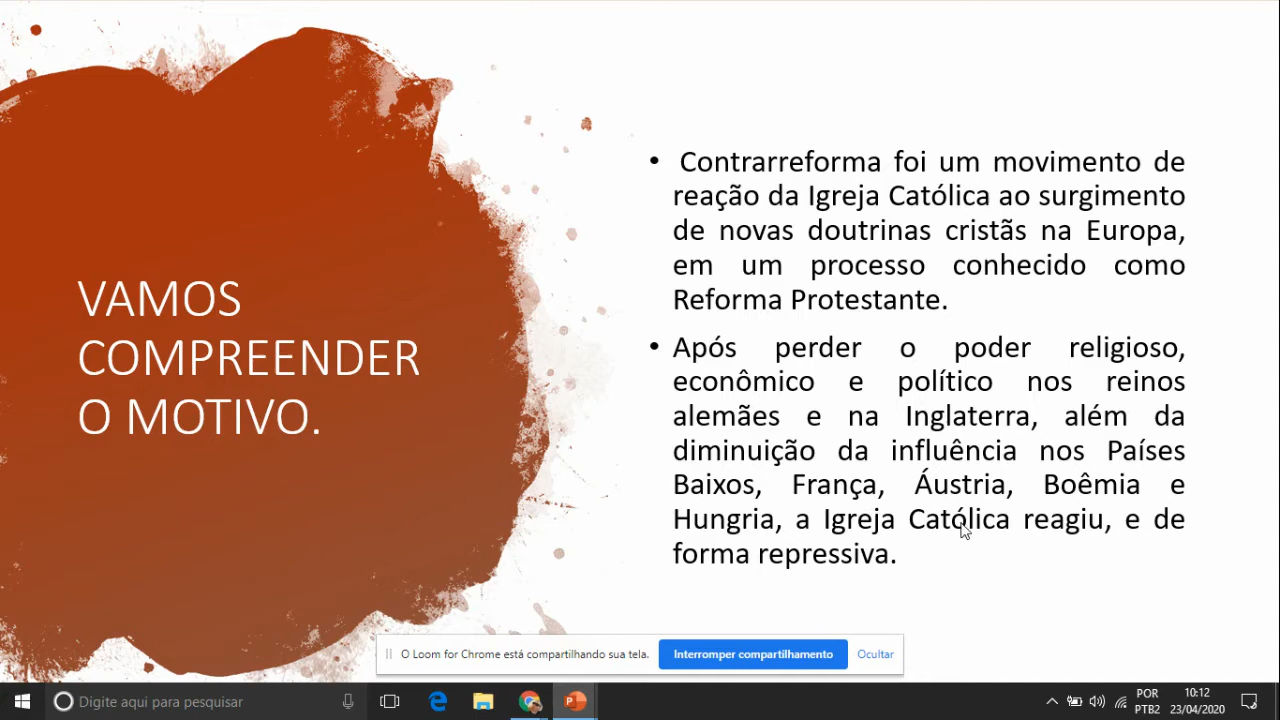 VAMOS
COMPREENDER
O MOTIVO.
• Contrarreforma foi um movimento de
reação da Igreja Católica ao surgimento
de novas doutrinas cristãs na Europa,
em um processo conhecido como
Reforma Protestante.
• Após perder o poder religioso,
econômico e político nos reinos
alemães e na Inglaterra, além da
diminuição da influência nos Países
Baixos, França, Áustria, Boêmia e
Hungria, a Igreja Católica reagiu, e de
forma repressiva.
O Loom for Chrome está compartilhando sua tela.
Interromper compartilhamento
Ocultar
Digite aqui para pesquisar
POR
PTB2
10:12
23/04/2020